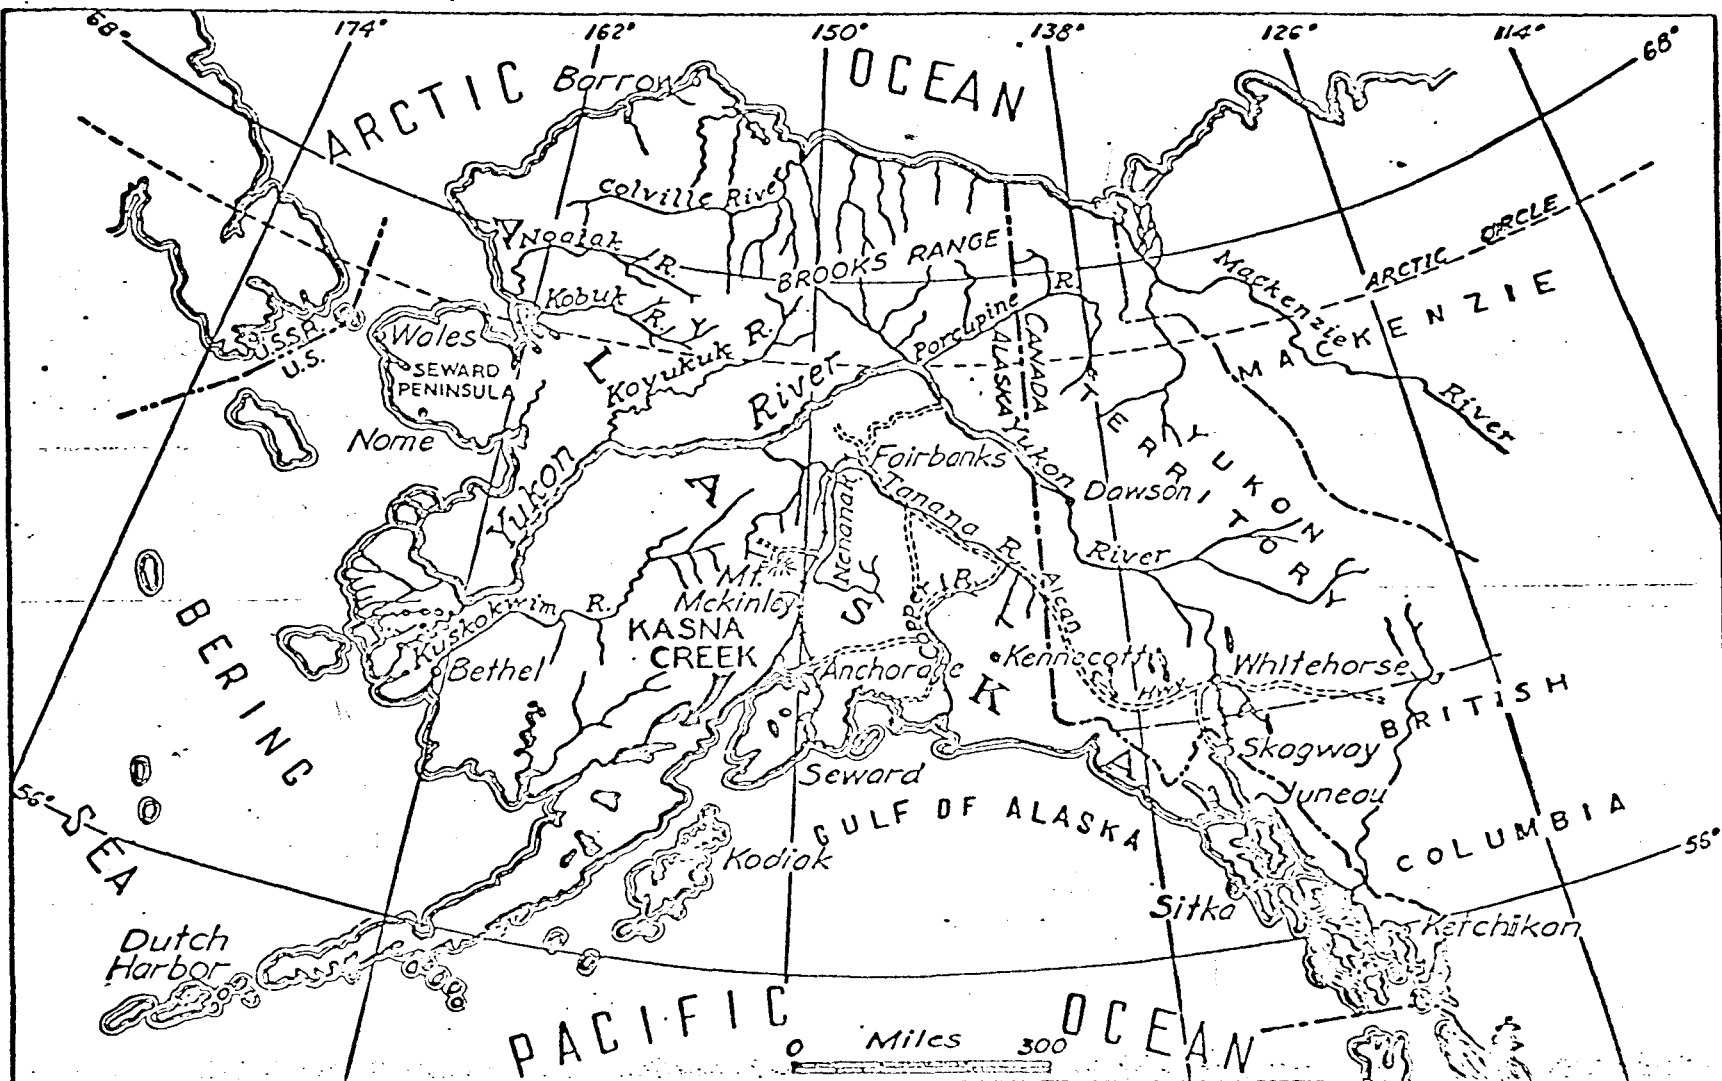 68° 174° 162° 150° 138° 126° 114° 68°
ARCTIC OCEAN
Barrow
Colville River
Noatak R.
BROOKS RANGE
ARCTIC CIRCLE
Mackenzie River
MACKENZIE
Kobuk R.
Koyukuk R.
Porcupine R.
CANADA
ALASKA
U.S.S.R.
U.S.
Wales
SEWARD
PENINSULA
Nome
Yukon River
Fairbanks
Yukon
Dawson
River
YUKON
TERRITORY
Tanana R.
Nenana
Mt.
Mckinley
Copper R.
Alcan
Hwy
KASNA
CREEK
Kuskokwim R.
Bethel
Anchorage
Kennecott
Whitehorse
BRITISH
COLUMBIA
Skagway
Juneau
Seward
GULF OF ALASKA
Kodiak
Sitka
Ketchikan
ALASKA
BERING
SEA
56° 56°
Dutch
Harbor
PACIFIC OCEAN
0 Miles 300